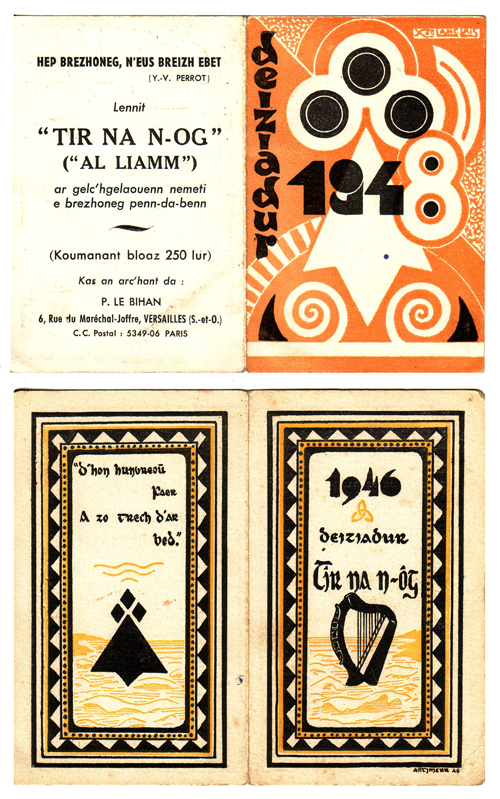 HEP BREZHONEG, N'EUS BREIZH EBET
(Y.-V. PERROT)
Lennit
"TIR NA N-OG"
("AL LIAMM")
ar gelc'hgelaouenn nemeti
e brezhoneg penn-da-benn
(Koumanant bloaz 250 lur)
Kas an arc'hant da :
P. LE BIHAN
6, Rue du Maréchal-Joffre, VERSAILLES (S.-et-O.)
C.C. Postal : 5349-06 PARIS
deiziadur
1948
"d'hon hunvreoù
Kaer
A zo trech d'ar
bed."
1946
deiziadur
Tir na n-ôg